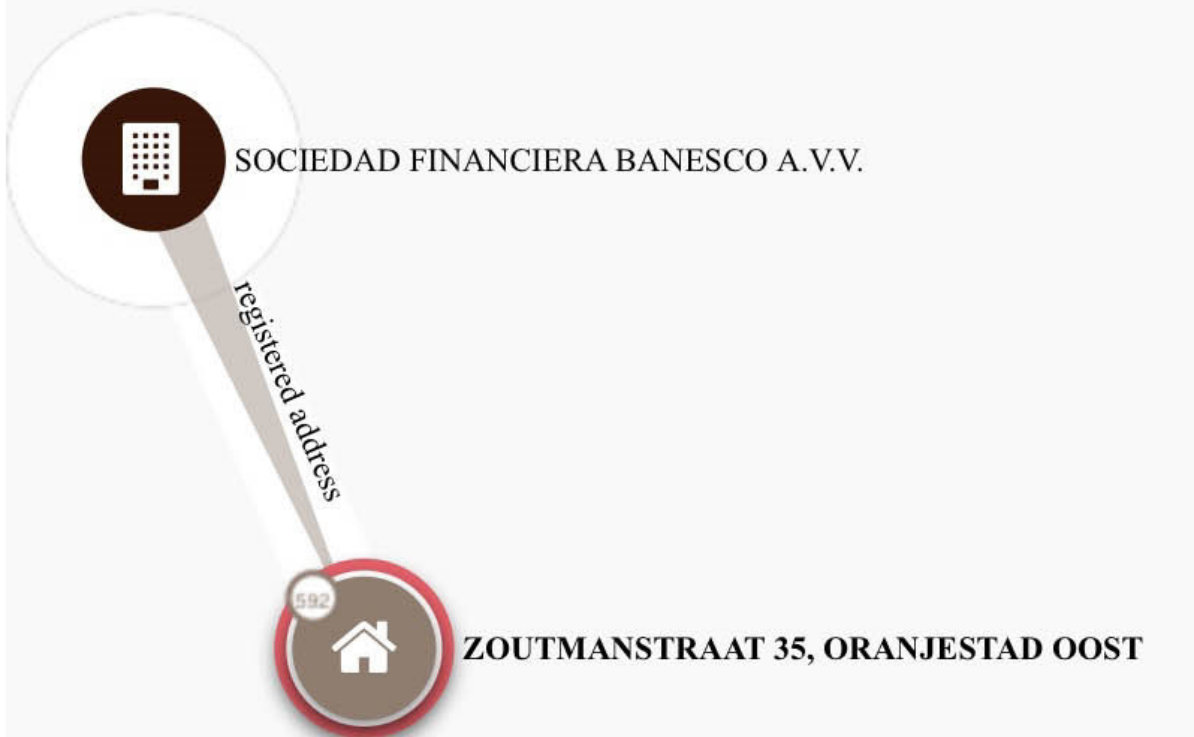 SOCIEDAD FINANCIERA BANESCO A.V.V.
registered address
592
ZOUTMANSTRAAT 35, ORANJESTAD OOST